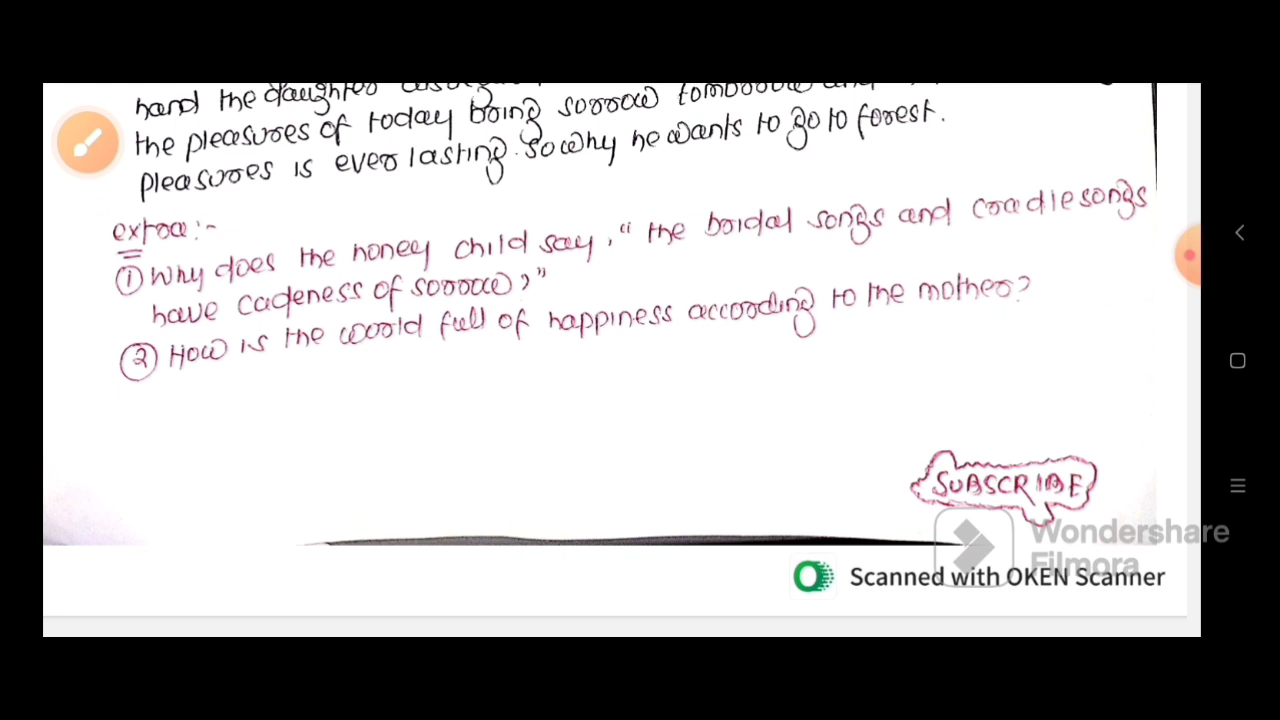 hand the daughter
the pleasures of today being sorrow tomorrow
pleasures is ever lasting. so why he wants to go to forest.
extra:-
① Why does the honey child say, "the bridal songs and cradle songs
have cadeness of sorrow,"
② How is the world full of happiness according to the mother?
SUBSCRIBE
Wondershare
Filmora
Scanned with OKEN Scanner